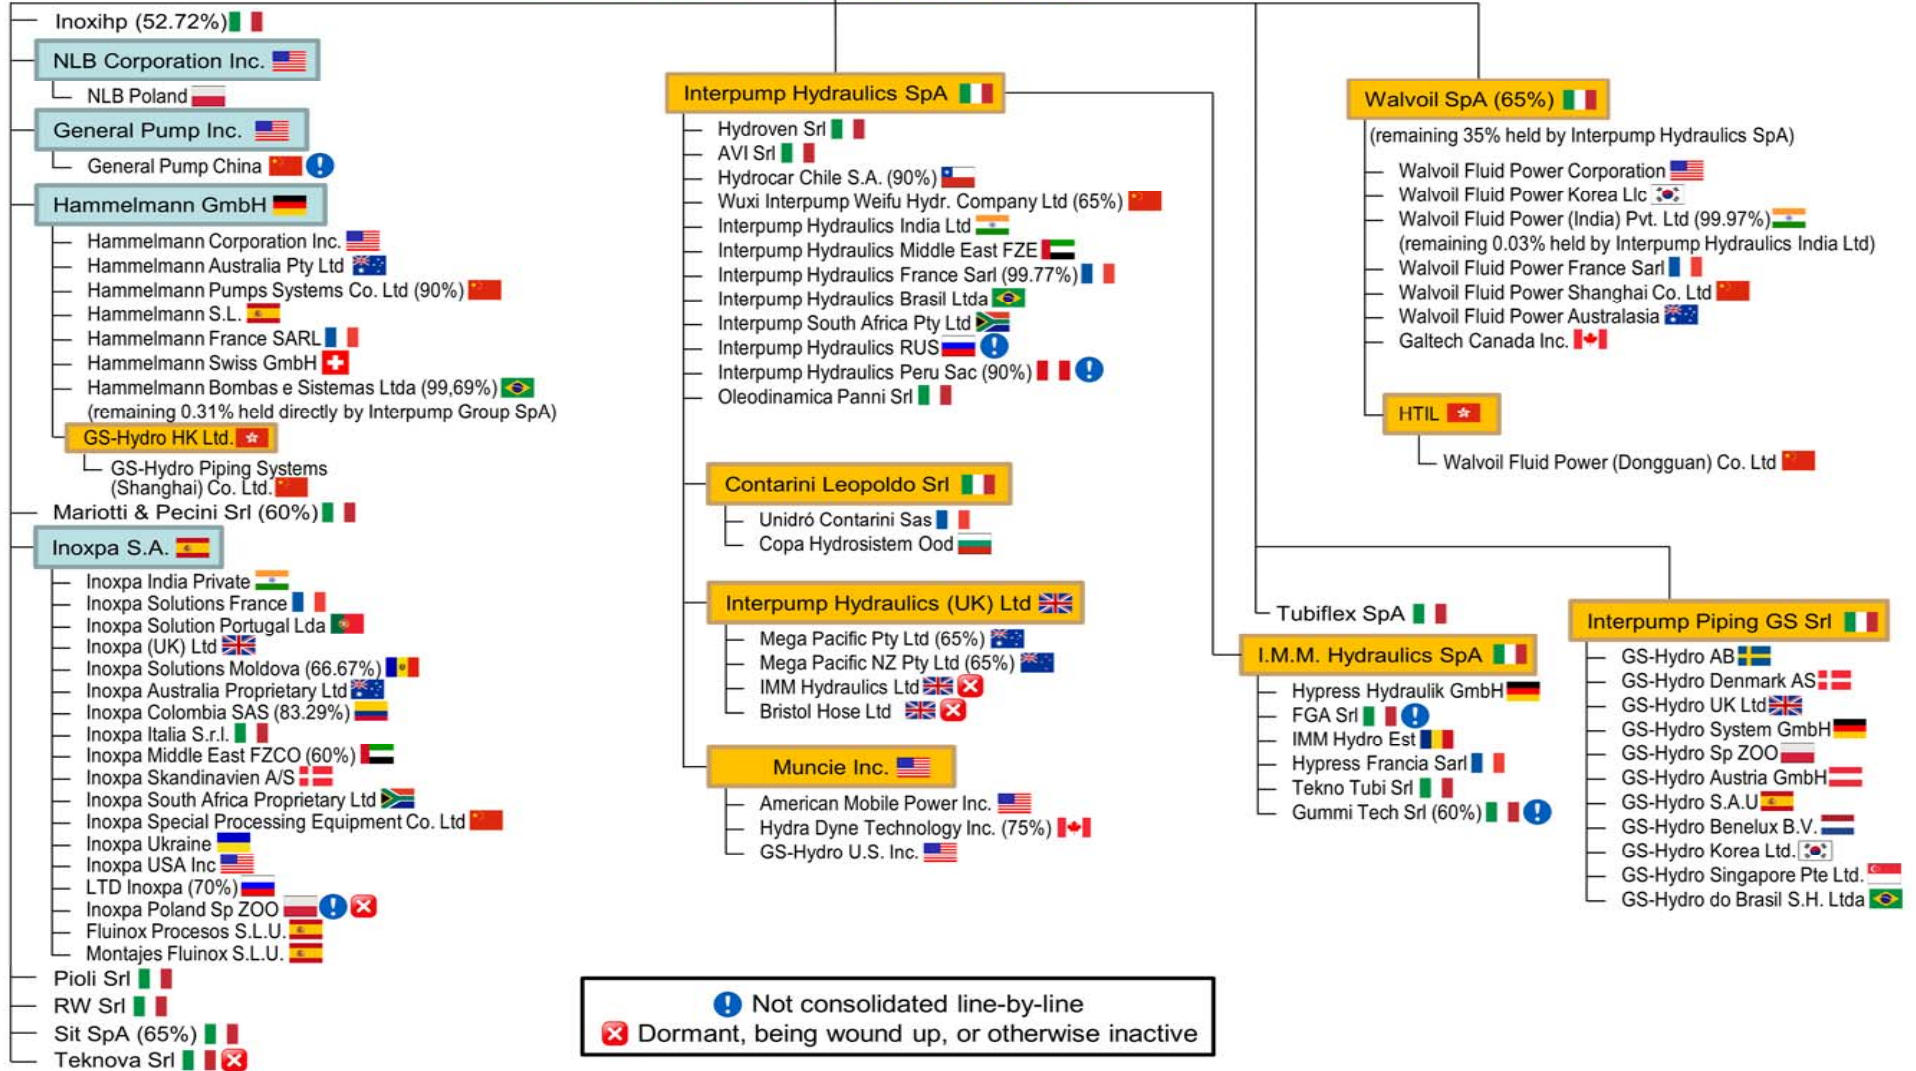 Inoxihp (52.72%)
NLB Corporation Inc.
NLB Poland
General Pump Inc.
General Pump China
Hammelmann GmbH
Hammelmann Corporation Inc.
Hammelmann Australia Pty Ltd
Hammelmann Pumps Systems Co. Ltd (90%)
Hammelmann S.L.
Hammelmann France SARL
Hammelmann Swiss GmbH
Hammelmann Bombas e Sistemas Ltda (99,69%)
(remaining 0.31% held directly by Interpump Group SpA)
GS-Hydro HK Ltd.
GS-Hydro Piping Systems
(Shanghai) Co. Ltd.
Mariotti & Pecini Srl (60%)
Inoxpa S.A.
Inoxpa India Private
Inoxpa Solutions France
Inoxpa Solution Portugal Lda
Inoxpa (UK) Ltd
Inoxpa Solutions Moldova (66.67%)
Inoxpa Australia Proprietary Ltd
Inoxpa Colombia SAS (83.29%)
Inoxpa Italia S.r.l.
Inoxpa Middle East FZCO (60%)
Inoxpa Skandinavien A/S
Inoxpa South Africa Proprietary Ltd
Inoxpa Special Processing Equipment Co. Ltd
Inoxpa Ukraine
Inoxpa USA Inc
LTD Inoxpa (70%)
Inoxpa Poland Sp ZOO
Fluinox Procesos S.L.U.
Montajes Fluinox S.L.U.
Pioli Srl
RW Srl
Sit SpA (65%)
Teknova Srl
Interpump Hydraulics SpA
Hydroven Srl
AVI Srl
Hydrocar Chile S.A. (90%)
Wuxi Interpump Weifu Hydr. Company Ltd (65%)
Interpump Hydraulics India Ltd
Interpump Hydraulics Middle East FZE
Interpump Hydraulics France Sarl (99.77%)
Interpump Hydraulics Brasil Ltda
Interpump South Africa Pty Ltd
Interpump Hydraulics RUS
Interpump Hydraulics Peru Sac (90%)
Oleodinamica Panni Srl
Contarini Leopoldo Srl
Unidró Contarini Sas
Copa Hydrosistem Ood
Interpump Hydraulics (UK) Ltd
Mega Pacific Pty Ltd (65%)
Mega Pacific NZ Pty Ltd (65%)
IMM Hydraulics Ltd
Bristol Hose Ltd
Muncie Inc.
American Mobile Power Inc.
Hydra Dyne Technology Inc. (75%)
GS-Hydro U.S. Inc.
Walvoil SpA (65%)
(remaining 35% held by Interpump Hydraulics SpA)
Walvoil Fluid Power Corporation
Walvoil Fluid Power Korea Llc
Walvoil Fluid Power (India) Pvt. Ltd (99.97%)
(remaining 0.03% held by Interpump Hydraulics India Ltd)
Walvoil Fluid Power France Sarl
Walvoil Fluid Power Shanghai Co. Ltd
Walvoil Fluid Power Australasia
Galtech Canada Inc.
HTIL
Walvoil Fluid Power (Dongguan) Co. Ltd
Tubiflex SpA
I.M.M. Hydraulics SpA
Hypress Hydraulik GmbH
FGA Srl
IMM Hydro Est
Hypress Francia Sarl
Tekno Tubi Srl
Gummi Tech Srl (60%)
Interpump Piping GS Srl
GS-Hydro AB
GS-Hydro Denmark AS
GS-Hydro UK Ltd
GS-Hydro System GmbH
GS-Hydro Sp ZOO
GS-Hydro Austria GmbH
GS-Hydro S.A.U
GS-Hydro Benelux B.V.
GS-Hydro Korea Ltd.
GS-Hydro Singapore Pte Ltd.
GS-Hydro do Brasil S.H. Ltda
Not consolidated line-by-line
Dormant, being wound up, or otherwise inactive